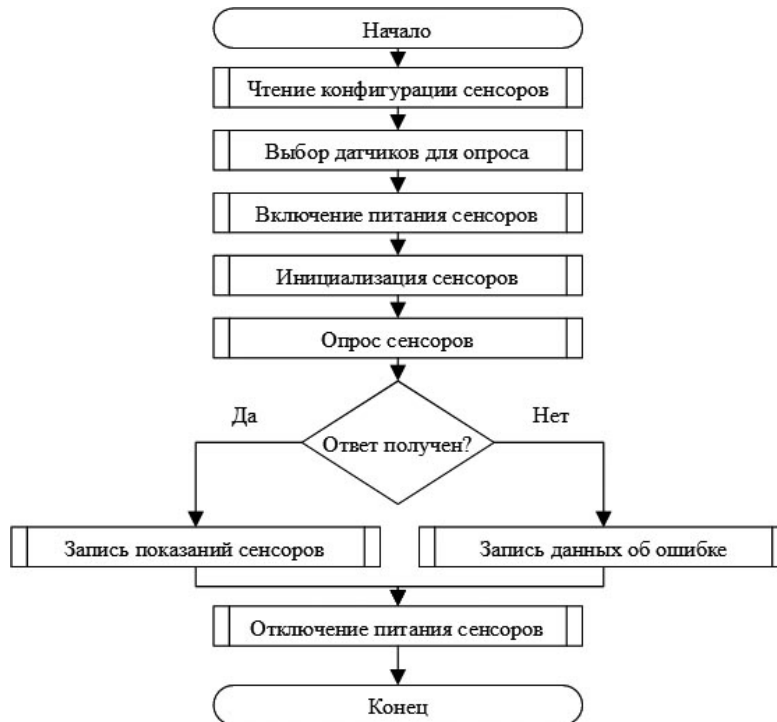 Начало
Чтение конфигурации сенсоров
Выбор датчиков для опроса
Включение питания сенсоров
Инициализация сенсоров
Опрос сенсоров
Да
Нет
Ответ получен?
Запись показаний сенсоров
Запись данных об ошибке
Отключение питания сенсоров
Конец